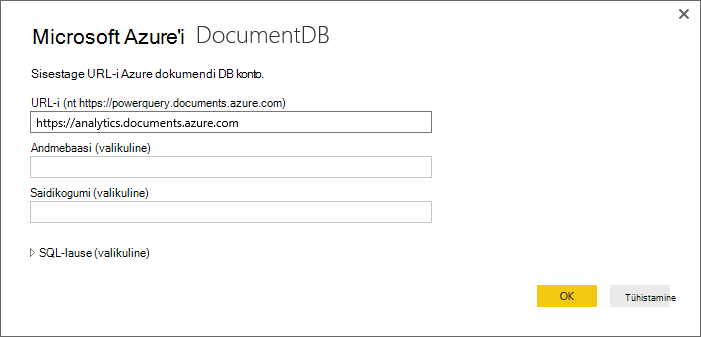 Microsoft Azure'i DocumentDB
Sisestage URL-i Azure dokumendi DB konto.
URL-i (nt https://powerquery.documents.azure.com)
https://analytics.documents.azure.com
Andmebaasi (valikuline)
Saidikogumi (valikuline)
SQL-lause (valikuline)
OK Tühistamine